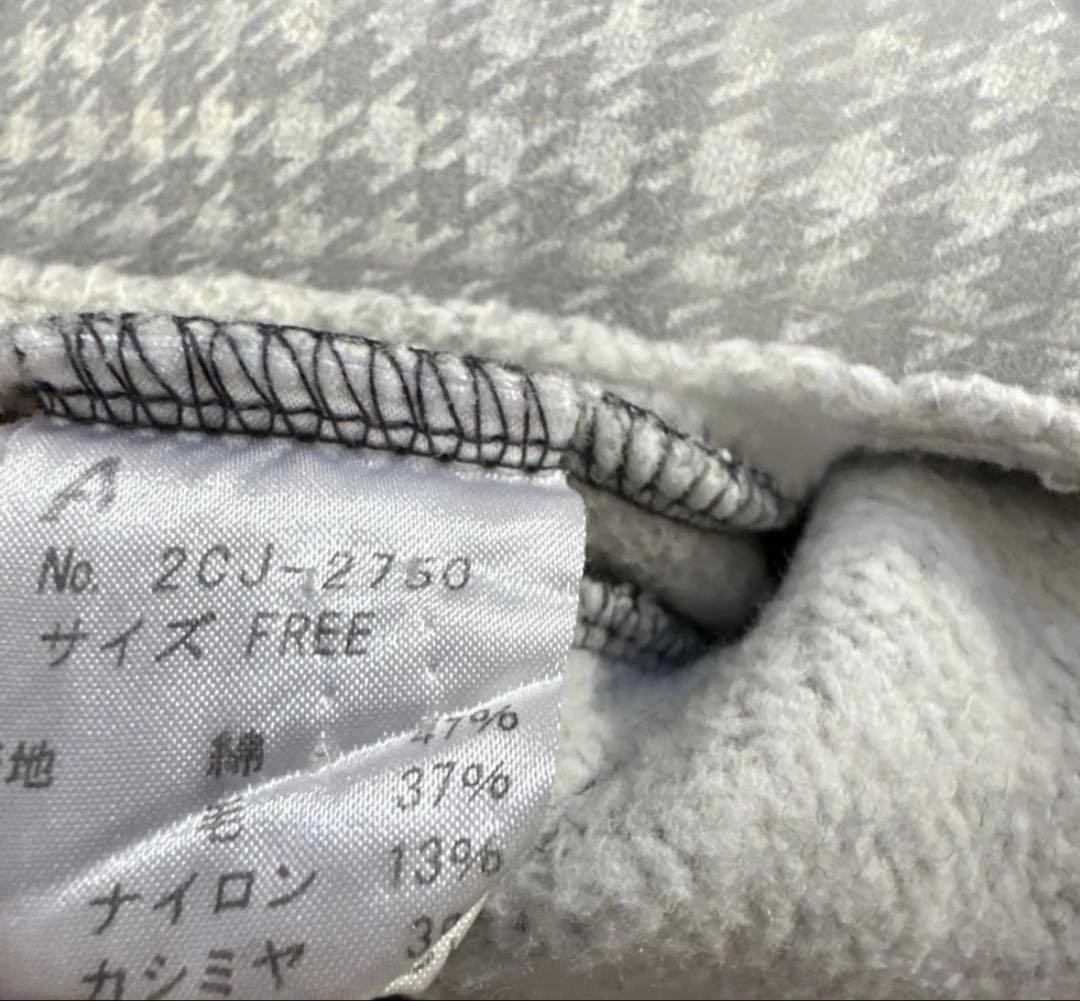 A
No. 2CJ-2750
サイズ FREE
地 綿 47%
毛 37%
ナイロン 13%
カシミヤ 3